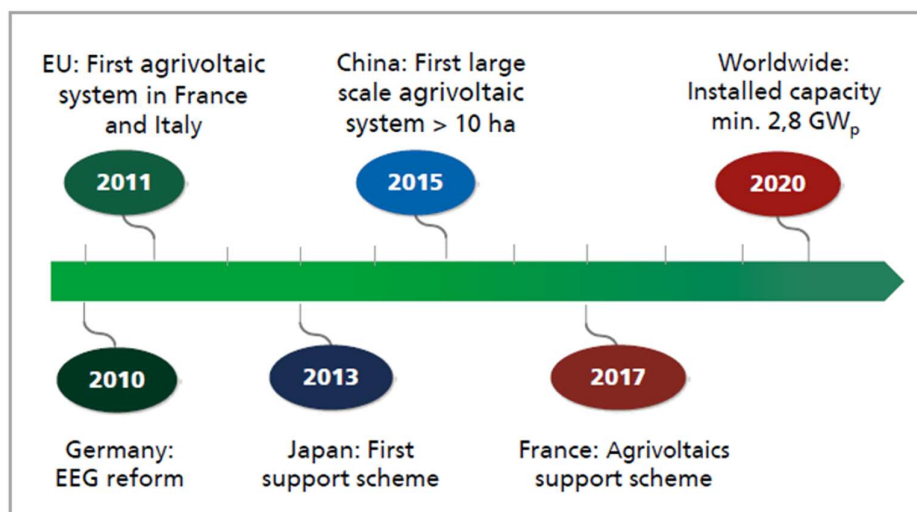 EU: First agrivoltaic
system in France
and Italy
China: First large
scale agrivoltaic
system > 10 ha
Worldwide:
Installed capacity
min. 2,8 GWp
2011
2015
2020
2010
2013
2017
Germany:
EEG reform
Japan: First
support scheme
France: Agrivoltaics
support scheme